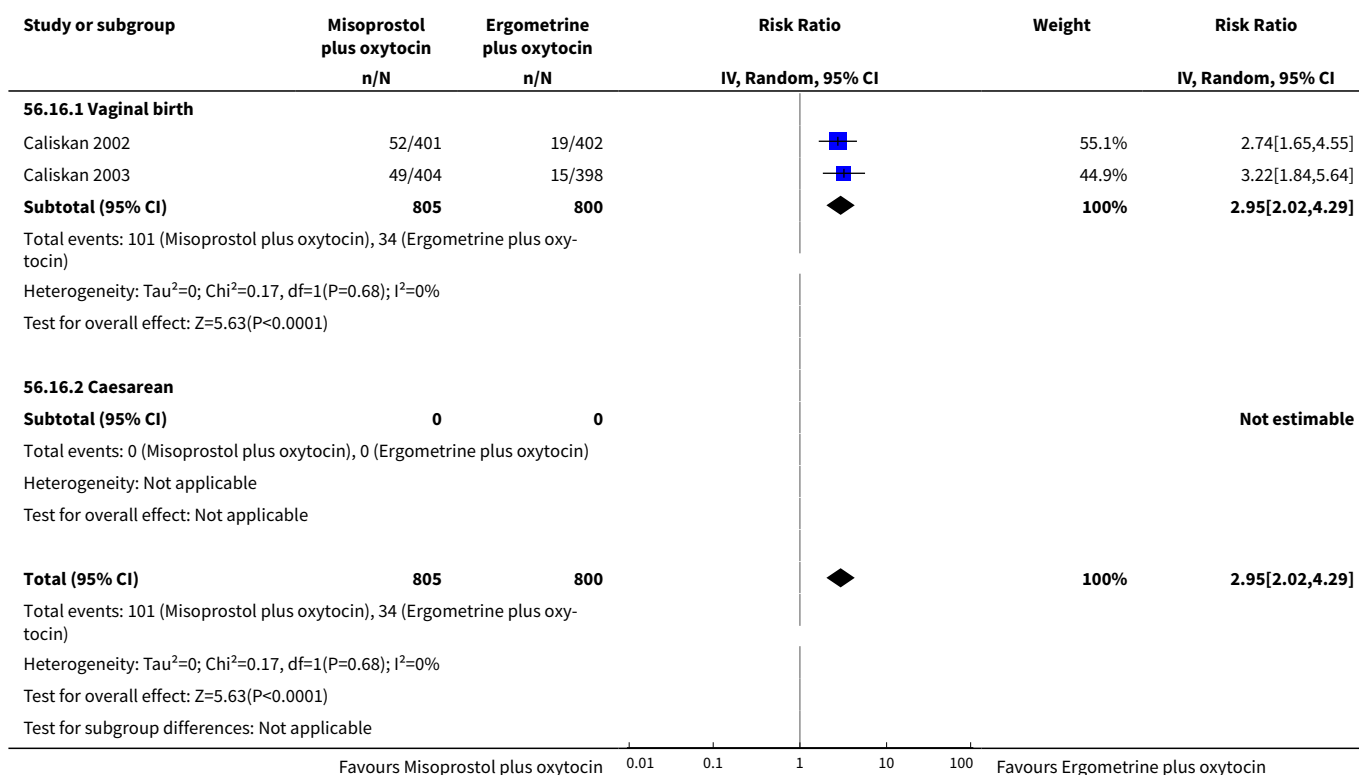 Study or subgroup Misoprostol plus oxytocin Ergometrine plus oxytocin Risk Ratio Weight Risk Ratio
n/N n/N IV, Random, 95% CI IV, Random, 95% CI
56.16.1 Vaginal birth
Caliskan 2002 52/401 19/402 55.1% 2.74[1.65,4.55]
Caliskan 2003 49/404 15/398 44.9% 3.22[1.84,5.64]
Subtotal (95% CI) 805 800 100% 2.95[2.02,4.29]
Total events: 101 (Misoprostol plus oxytocin), 34 (Ergometrine plus oxy-
tocin)
Heterogeneity: Tau²=0; Chi²=0.17, df=1(P=0.68); I²=0%
Test for overall effect: Z=5.63(P<0.0001)
56.16.2 Caesarean
Subtotal (95% CI) 0 0 Not estimable
Total events: 0 (Misoprostol plus oxytocin), 0 (Ergometrine plus oxytocin)
Heterogeneity: Not applicable
Test for overall effect: Not applicable
Total (95% CI) 805 800 100% 2.95[2.02,4.29]
Total events: 101 (Misoprostol plus oxytocin), 34 (Ergometrine plus oxy-
tocin)
Heterogeneity: Tau²=0; Chi²=0.17, df=1(P=0.68); I²=0%
Test for overall effect: Z=5.63(P<0.0001)
Test for subgroup differences: Not applicable
Favours Misoprostol plus oxytocin 0.01 0.1 1 10 100 Favours Ergometrine plus oxytocin